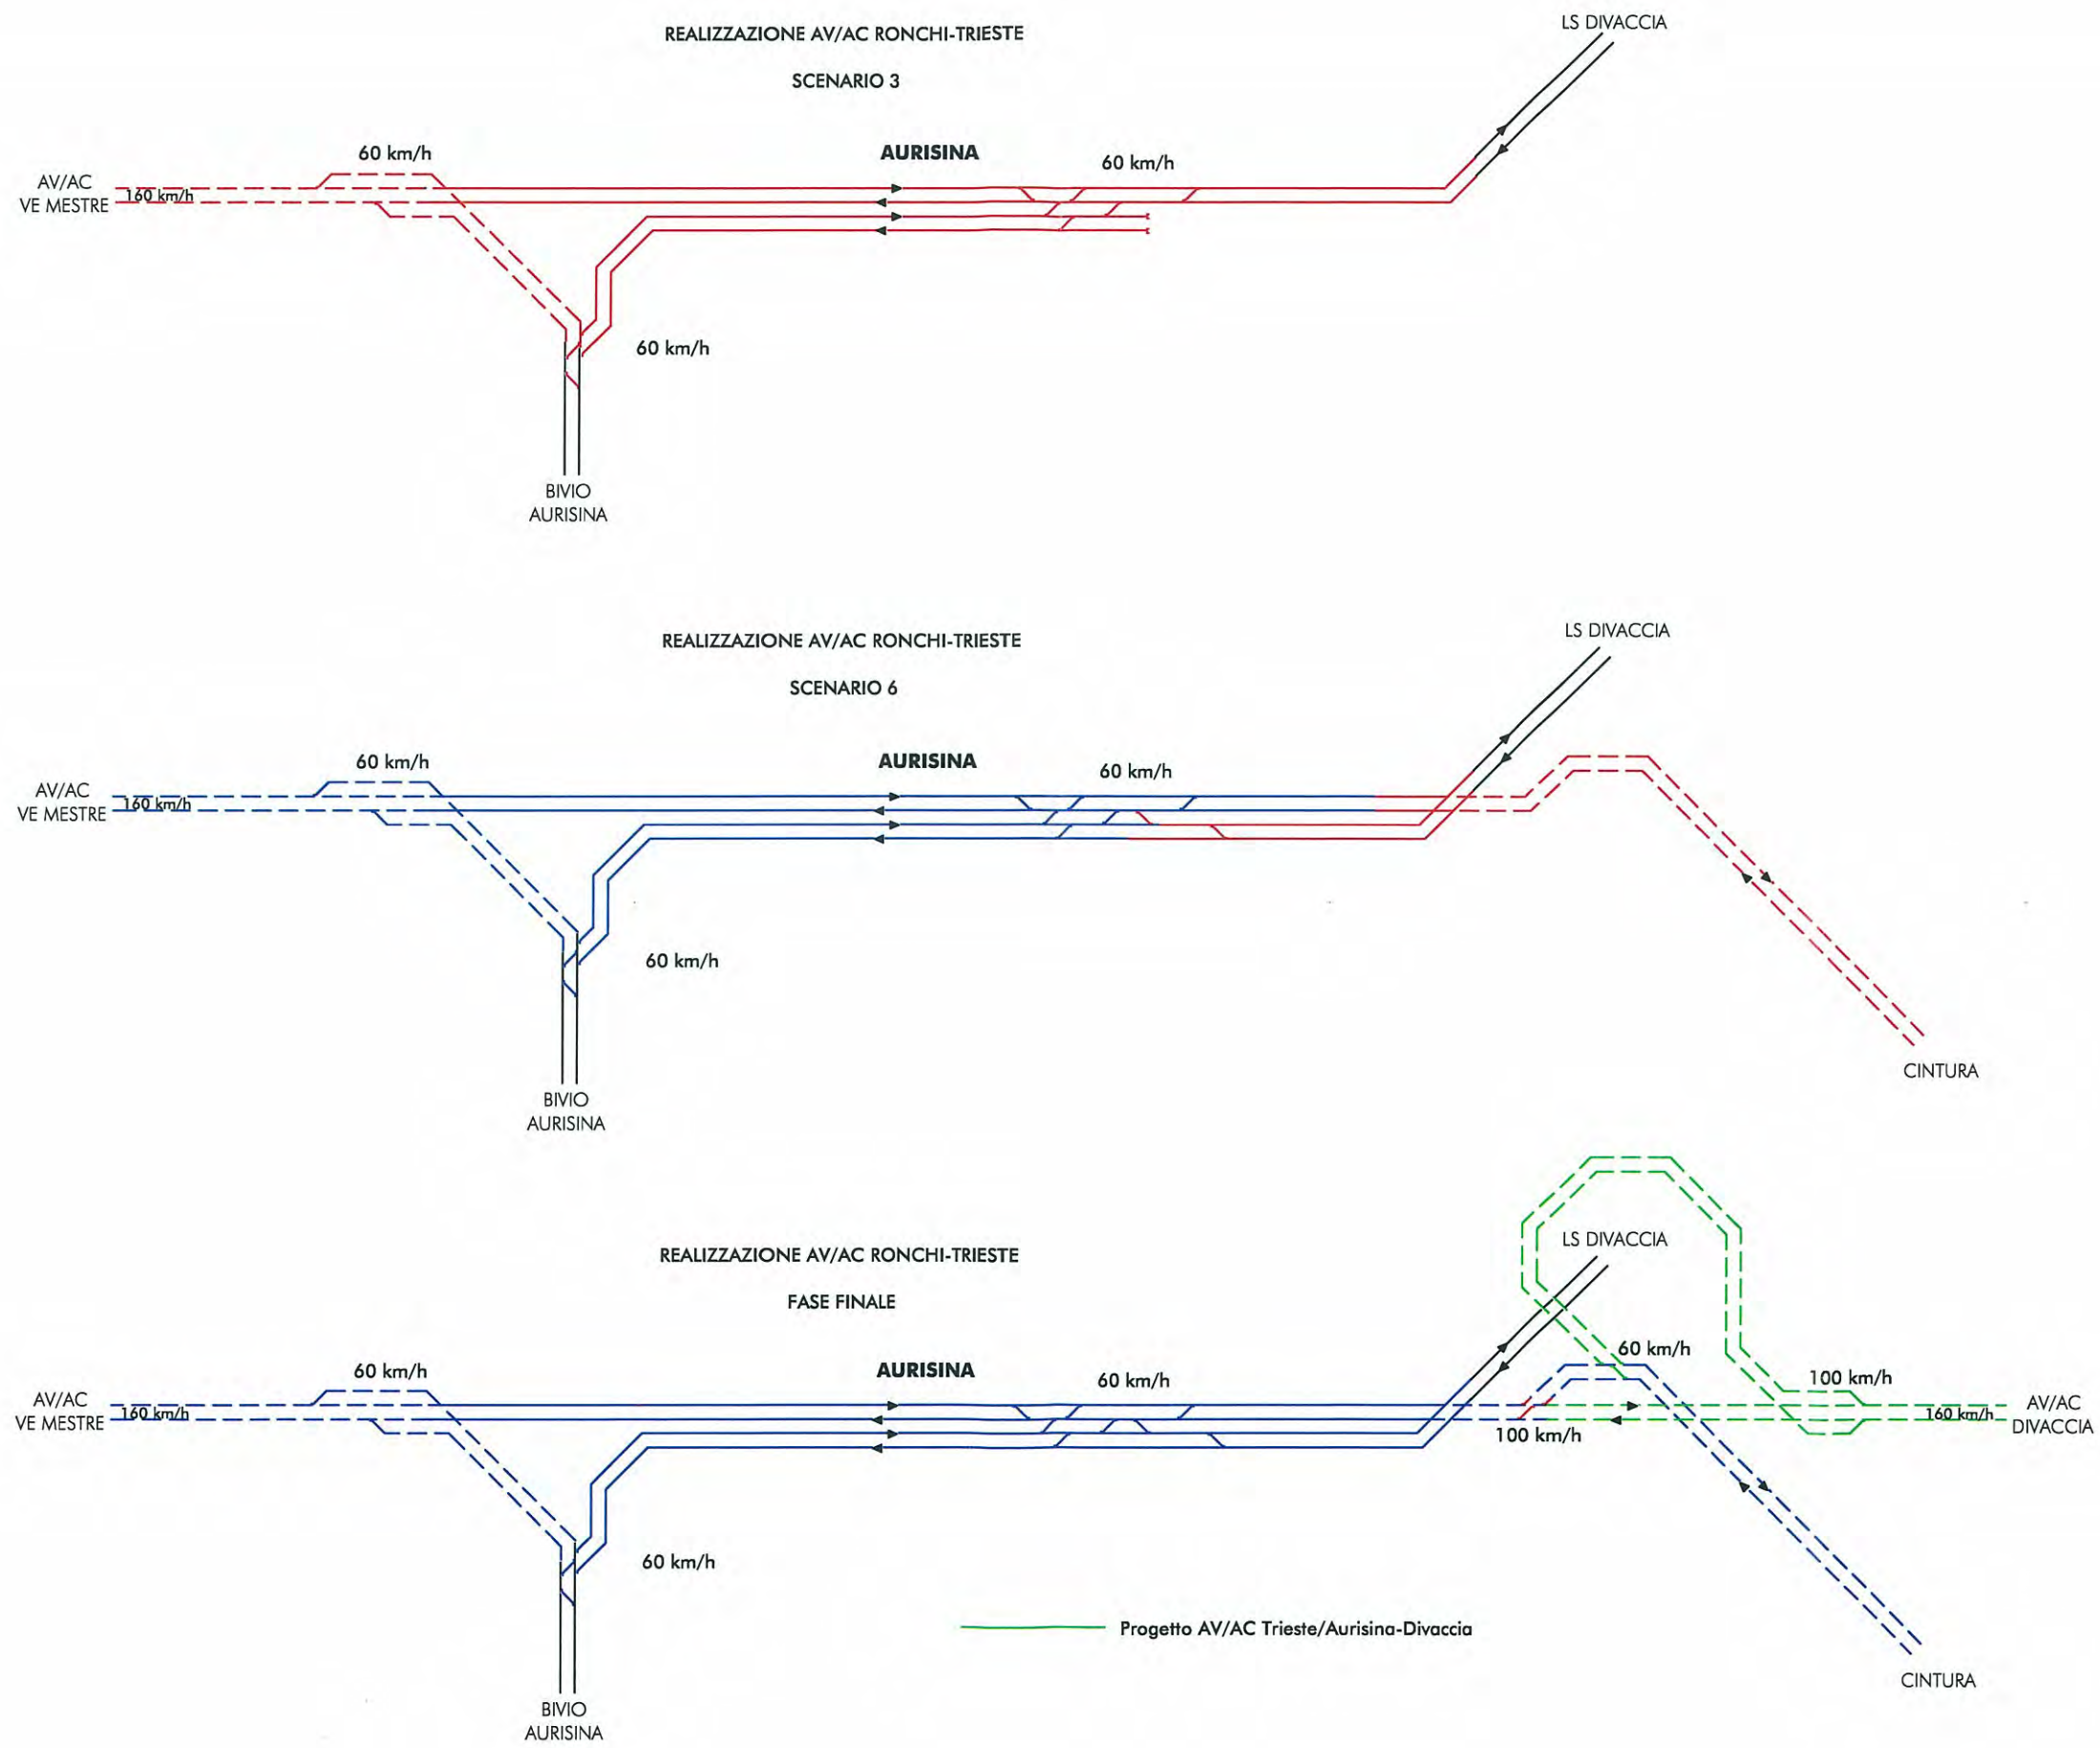 LS DIVACCIA
REALIZZAZIONE AV/AC RONCHI-TRIESTE
SCENARIO 3
60 km/h
AURISINA
60 km/h
AV/AC
VE MESTRE
160 km/h
60 km/h
BIVIO
AURISINA
LS DIVACCIA
REALIZZAZIONE AV/AC RONCHI-TRIESTE
SCENARIO 6
60 km/h
AURISINA
60 km/h
AV/AC
VE MESTRE
160 km/h
60 km/h
CINTURA
BIVIO
AURISINA
LS DIVACCIA
REALIZZAZIONE AV/AC RONCHI-TRIESTE
FASE FINALE
60 km/h
60 km/h
AURISINA
60 km/h
100 km/h
AV/AC
VE MESTRE
160 km/h
100 km/h
160 km/h
AV/AC
DIVACCIA
60 km/h
Progetto AV/AC Trieste/Aurisina-Divaccia
CINTURA
BIVIO
AURISINA